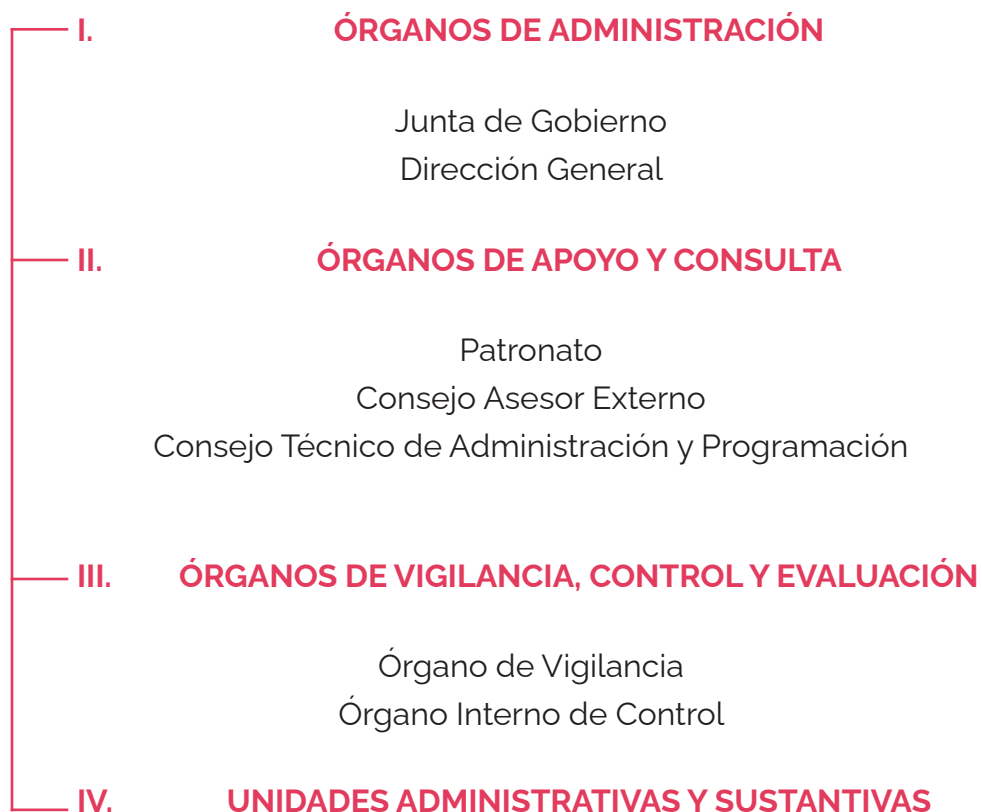 I. ÓRGANOS DE ADMINISTRACIÓN
Junta de Gobierno
Dirección General
II. ÓRGANOS DE APOYO Y CONSULTA
Patronato
Consejo Asesor Externo
Consejo Técnico de Administración y Programación
III. ÓRGANOS DE VIGILANCIA, CONTROL Y EVALUACIÓN
Órgano de Vigilancia
Órgano Interno de Control
IV. UNIDADES ADMINISTRATIVAS Y SUSTANTIVAS